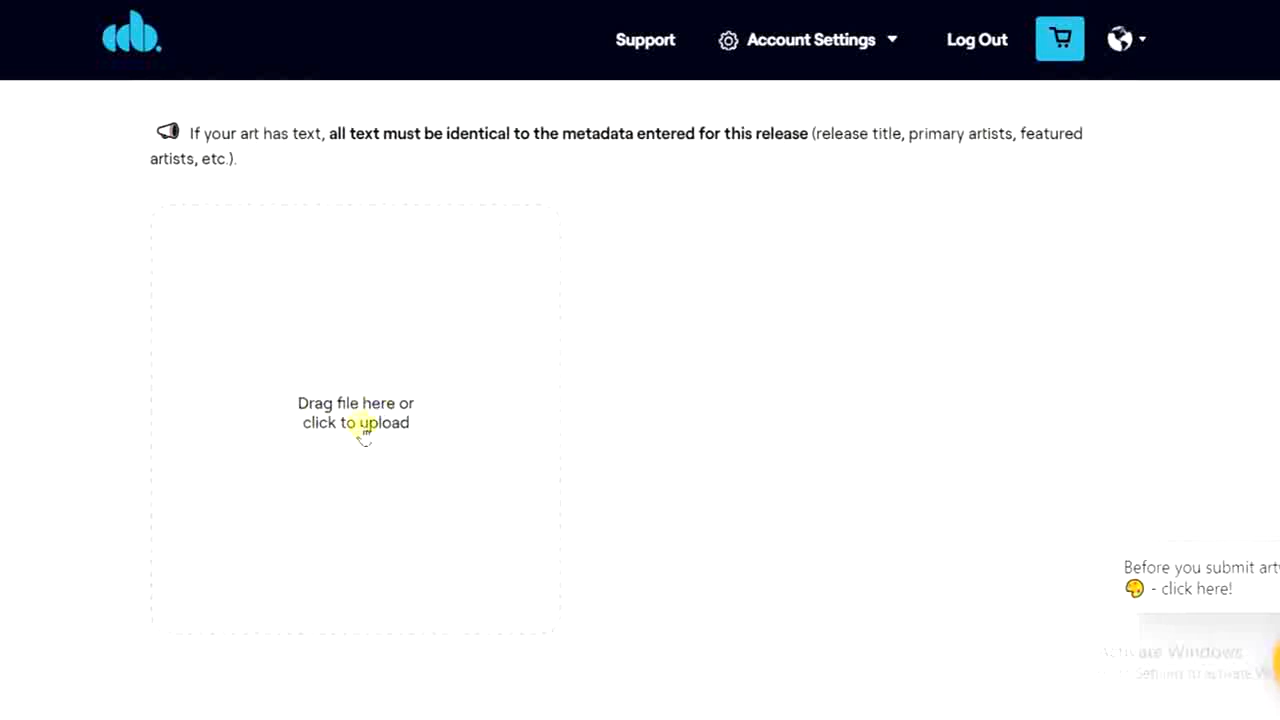 Support Account Settings Log Out
If your art has text, all text must be identical to the metadata entered for this release (release title, primary artists, featured
artists, etc.).
Drag file here or
click to upload
Before you submit
- click here!
Activate Windows